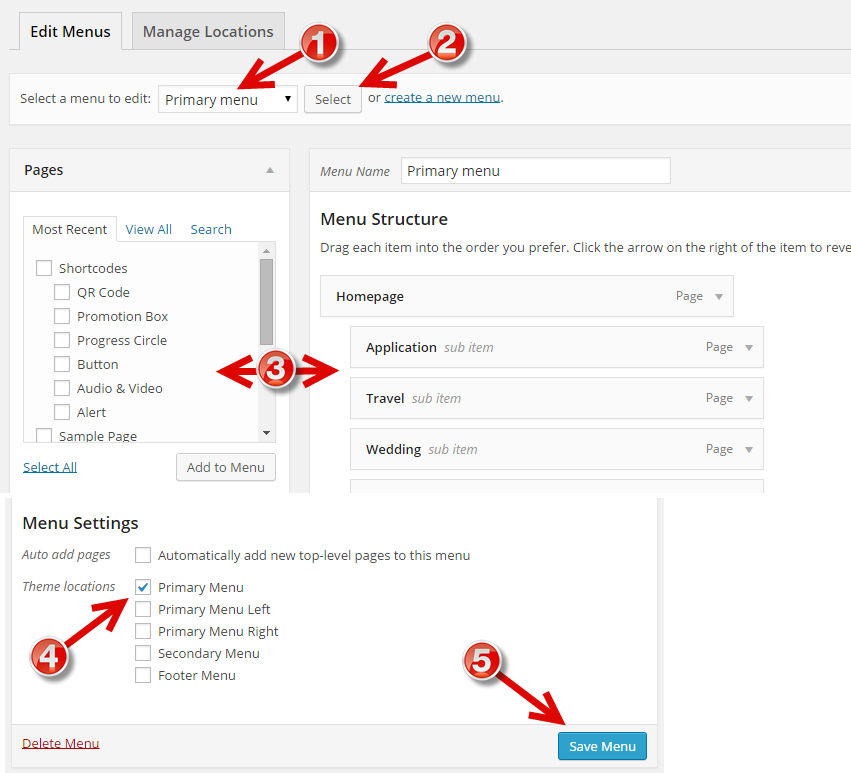 Edit Menus Manage Locations
1 2
Select a menu to edit: Primary menu Select or create a new menu.
Pages
Menu Name Primary menu
Most Recent View All Search
Shortcodes
QR Code
Promotion Box
Progress Circle
Button
Audio & Video
Alert
Sample Page
Select All Add to Menu
3
Menu Structure
Drag each item into the order you prefer. Click the arrow on the right of the item to reve
Homepage Page
Application sub item Page
Travel sub item Page
Wedding sub item Page
Menu Settings
Auto add pages Automatically add new top-level pages to this menu
Theme locations Primary Menu
Primary Menu Left
Primary Menu Right
Secondary Menu
Footer Menu
4
5
Delete Menu Save Menu